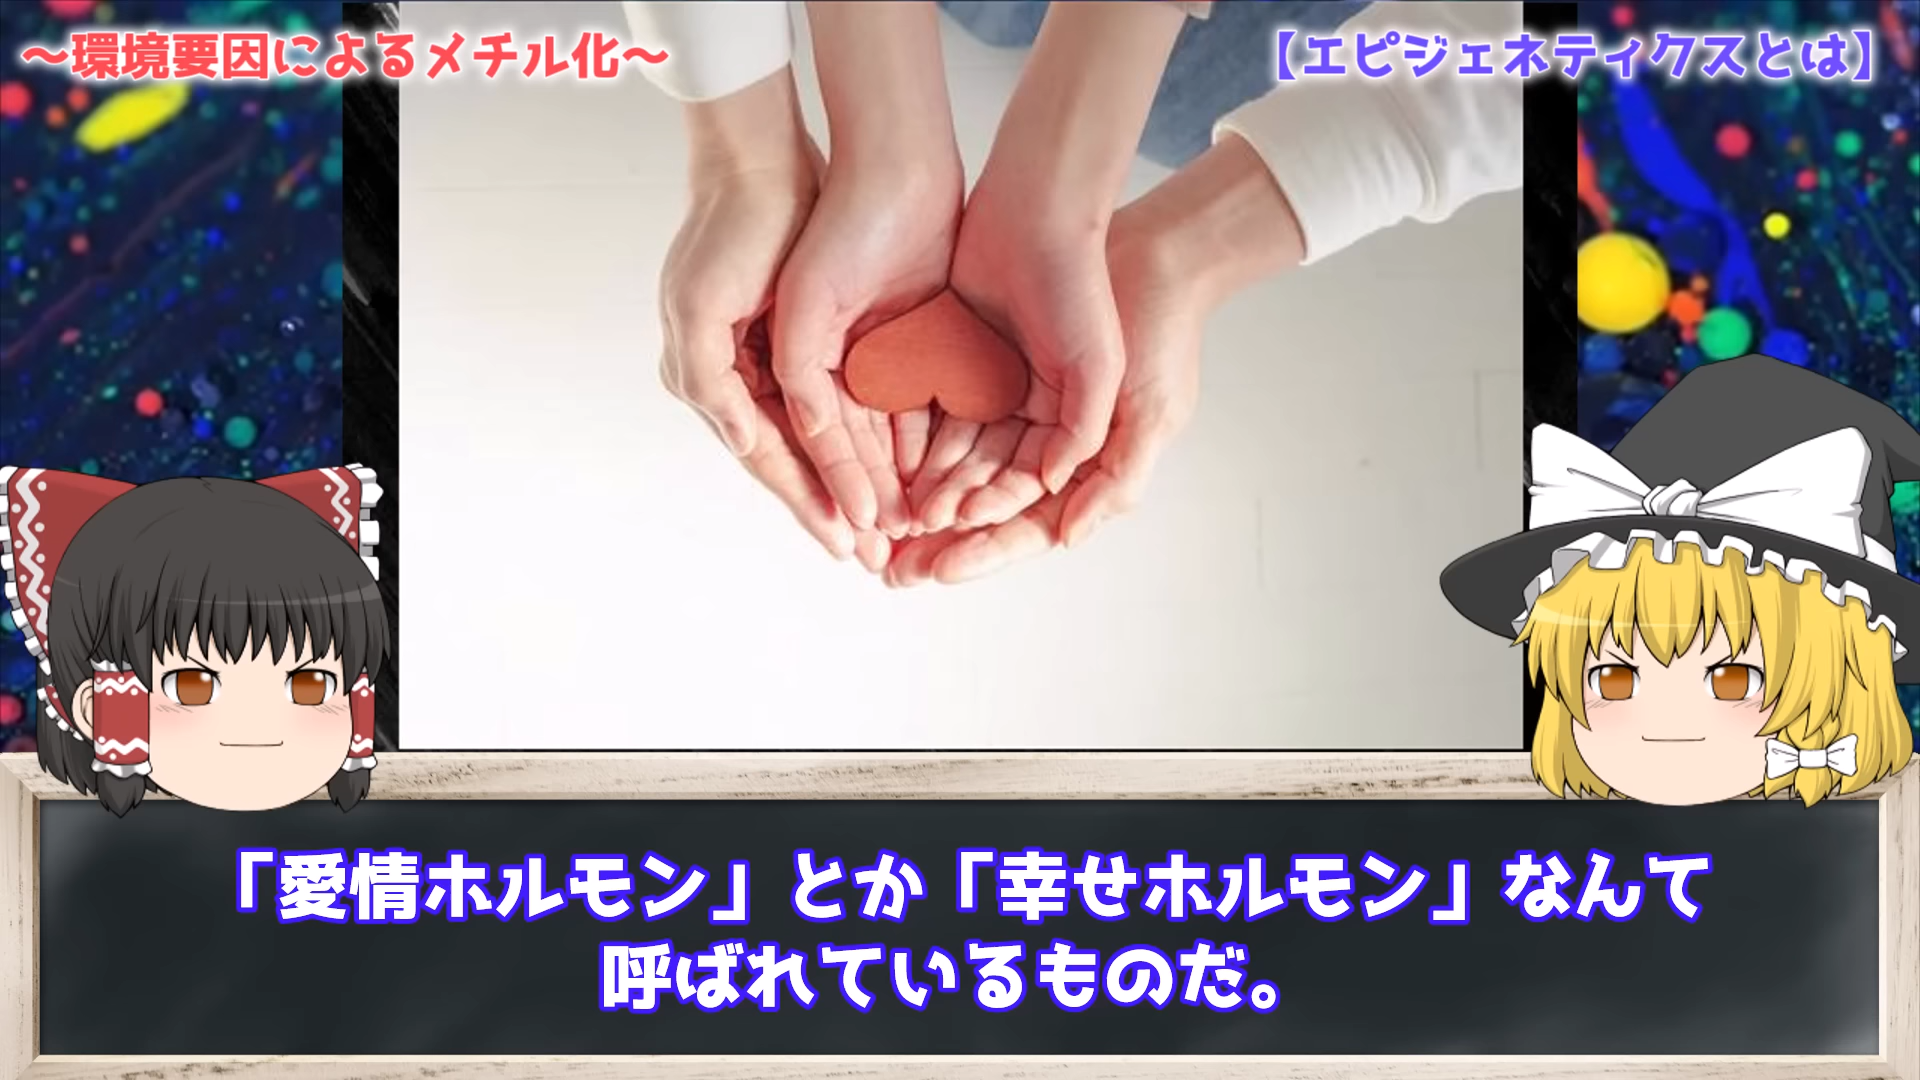 ～環境要因によるメチル化～
【エピジェネティクスとは】
「愛情ホルモン」とか「幸せホルモン」なんて
呼ばれているものだ。